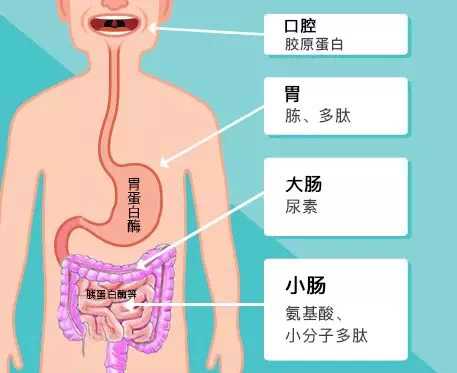 口腔
胶原蛋白
胃
胨、多肽
胃蛋白酶
大肠
尿素
小肠
氨基酸、
小分子多肽
胰蛋白酶等